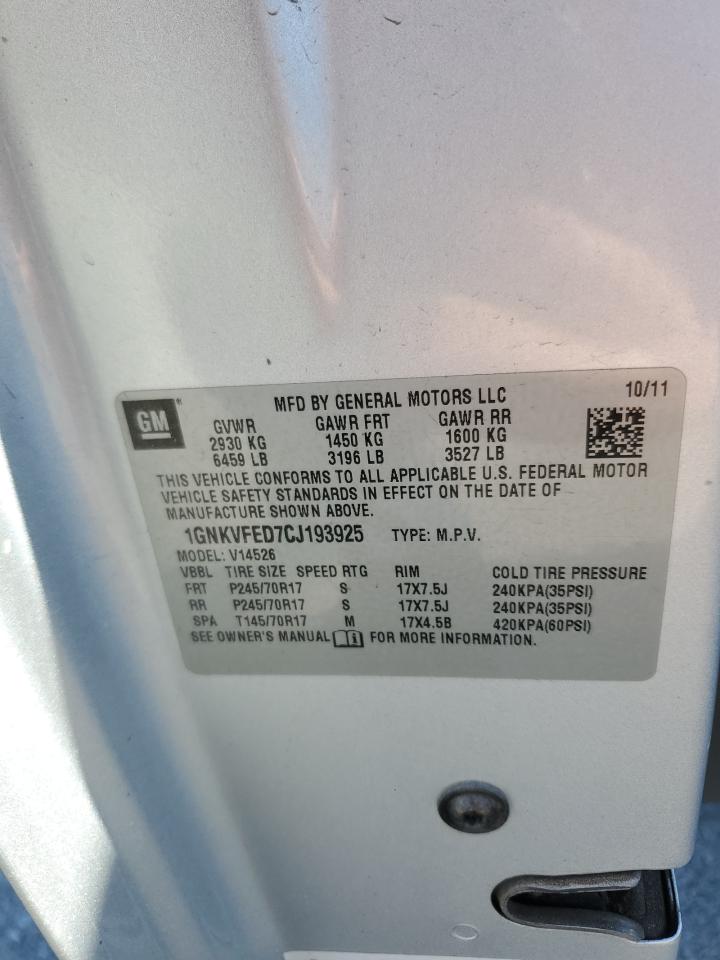 GM
MFD BY GENERAL MOTORS LLC 10/11
GVWR GAWR FRT GAWR RR
2930 KG 1450 KG 1600 KG
6459 LB 3196 LB 3527 LB
THIS VEHICLE CONFORMS TO ALL APPLICABLE U.S. FEDERAL MOTOR
VEHICLE SAFETY STANDARDS IN EFFECT ON THE DATE OF
MANUFACTURE SHOWN ABOVE.
1GNKVFED7CJ193925 TYPE: M.P.V.
MODEL: V14526
VBBL TIRE SIZE SPEED RTG RIM COLD TIRE PRESSURE
FRT P245/70R17 S 17X7.5J 240KPA(35PSI)
RR P245/70R17 S 17X7.5J 240KPA(35PSI)
SPA T145/70R17 M 17X4.5B 420KPA(60PSI)
SEE OWNER'S MANUAL FOR MORE INFORMATION.